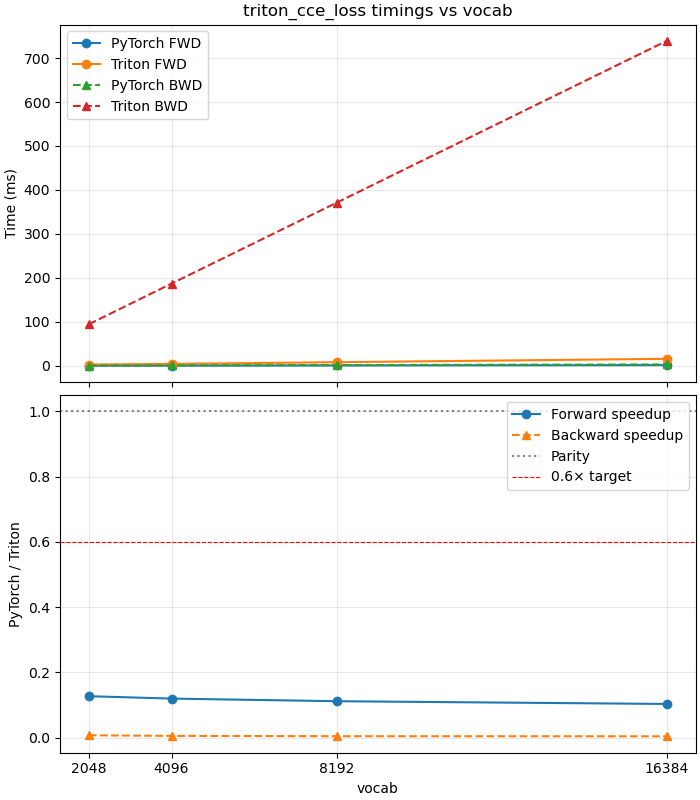 triton_cce_loss timings vs vocab
PyTorch FWD
Triton FWD
PyTorch BWD
Triton BWD
700
600
500
400
300
200
100
0
Time (ms)
Forward speedup
Backward speedup
Parity
0.6× target
1.0
0.8
0.6
0.4
0.2
0.0
PyTorch / Triton
2048 4096 8192 16384
vocab